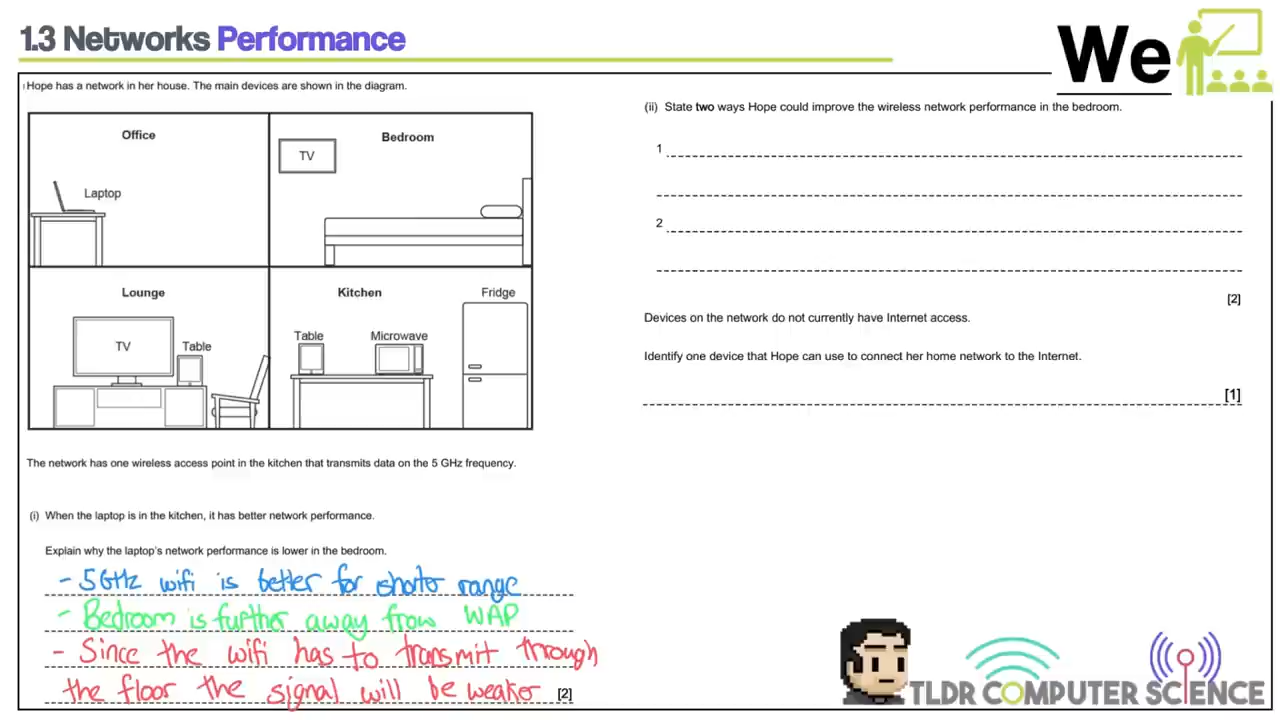 1.3 Networks Performance
We
Hope has a network in her house. The main devices are shown in the diagram.
Office
Bedroom
TV
Laptop
Lounge
Kitchen
Fridge
TV
Table
Table
Microwave
The network has one wireless access point in the kitchen that transmits data on the 5 GHz frequency.
(i) When the laptop is in the kitchen, it has better network performance.
Explain why the laptop's network performance is lower in the bedroom.
- 5GHz wifi is better for shorter range
- Bedroom is further away from WAP
- Since the wifi has to transmit through
the floor the signal will be weaker [2]
(ii) State two ways Hope could improve the wireless network performance in the bedroom.
1
2
[2]
Devices on the network do not currently have Internet access.
Identify one device that Hope can use to connect her home network to the Internet.
[1]
TLDR COMPUTER SCIENCE